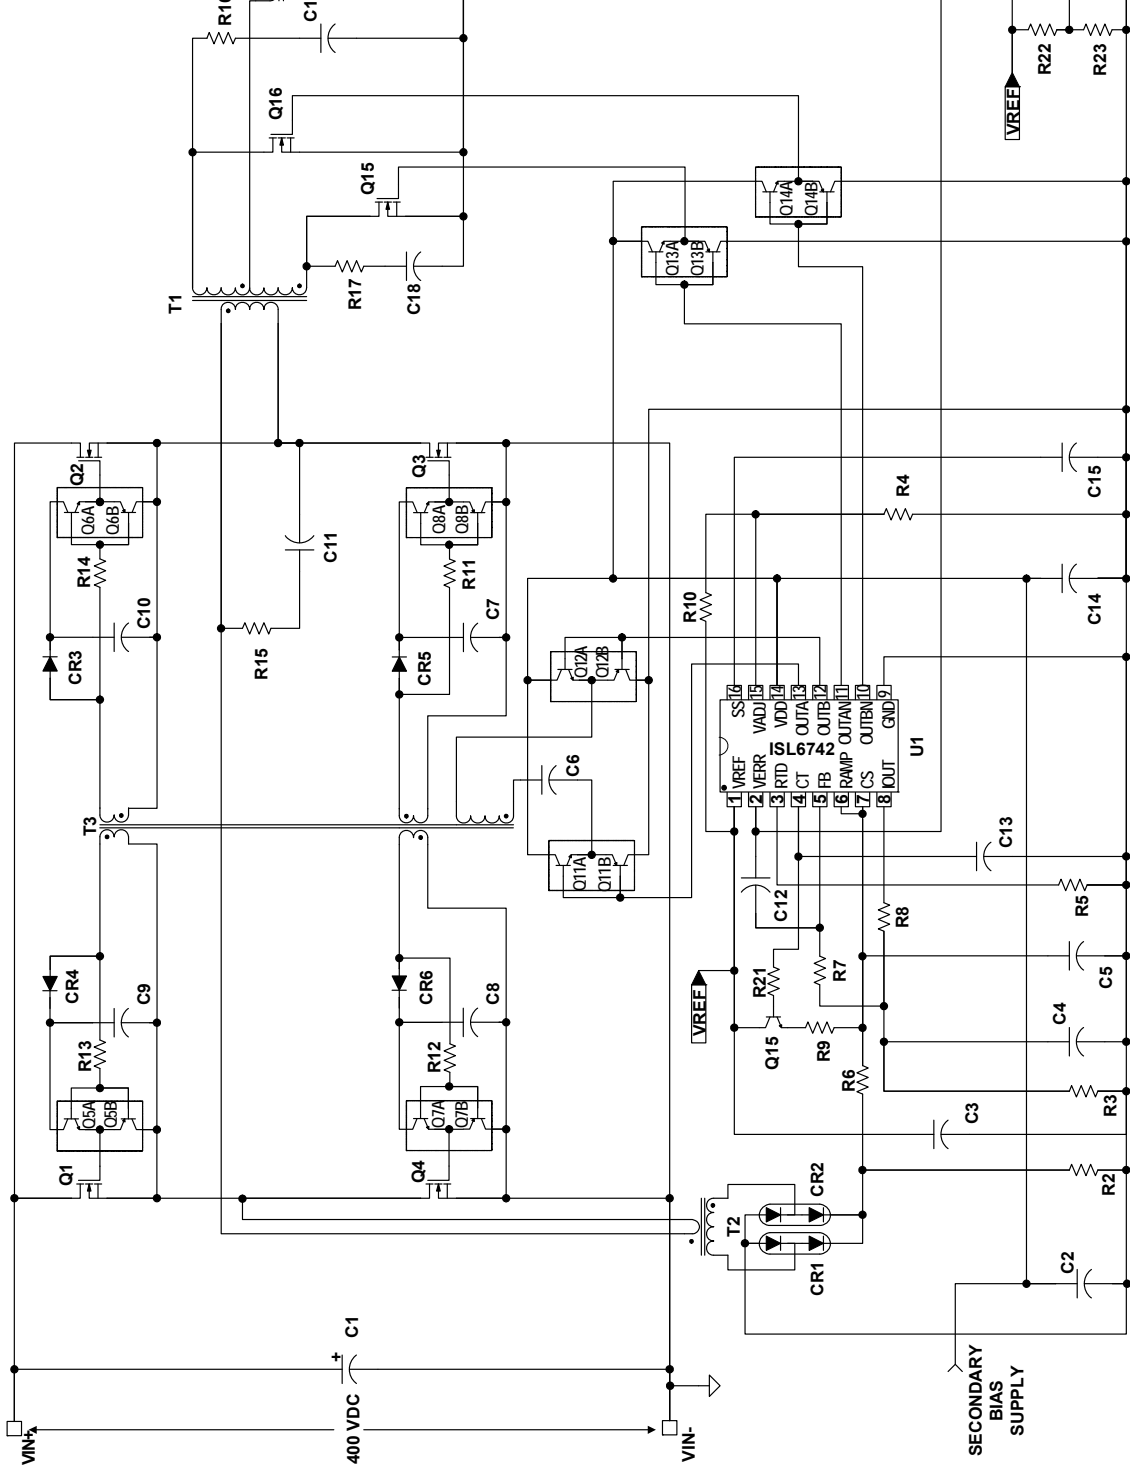 R16
C1
R22
R23
VREF
Q16
Q15
Q14A
Q14B
Q13A
Q13B
T1
R17
C18
Q2
Q6A
Q6B
R14
C10
CR3
Q3
Q8A
Q8B
R11
C7
CR5
C11
R15
R10
R4
C15
C14
Q12A
Q12B
T3
C6
Q11A
Q11B
1 VREF
2 VERR
3 RTD
4 CT
5 FB
6 RAMP
7 CS
8 IOUT
SS 16
VADJ 15
VDD 14
OUTA 13
OUTB 12
OUTAN 11
OUTBN 10
GND 9
ISL6742
U1
C12
C13
R5
R8
CR4
C9
R13
Q5A
Q5B
Q1
CR6
C8
R12
Q7A
Q7B
Q4
VREF
R21
R7
Q15
R9
R6
C5
C4
R3
C3
R2
T2
CR2
CR1
C2
VIN+
400 VDC
+
C1
VIN-
SECONDARY
BIAS
SUPPLY